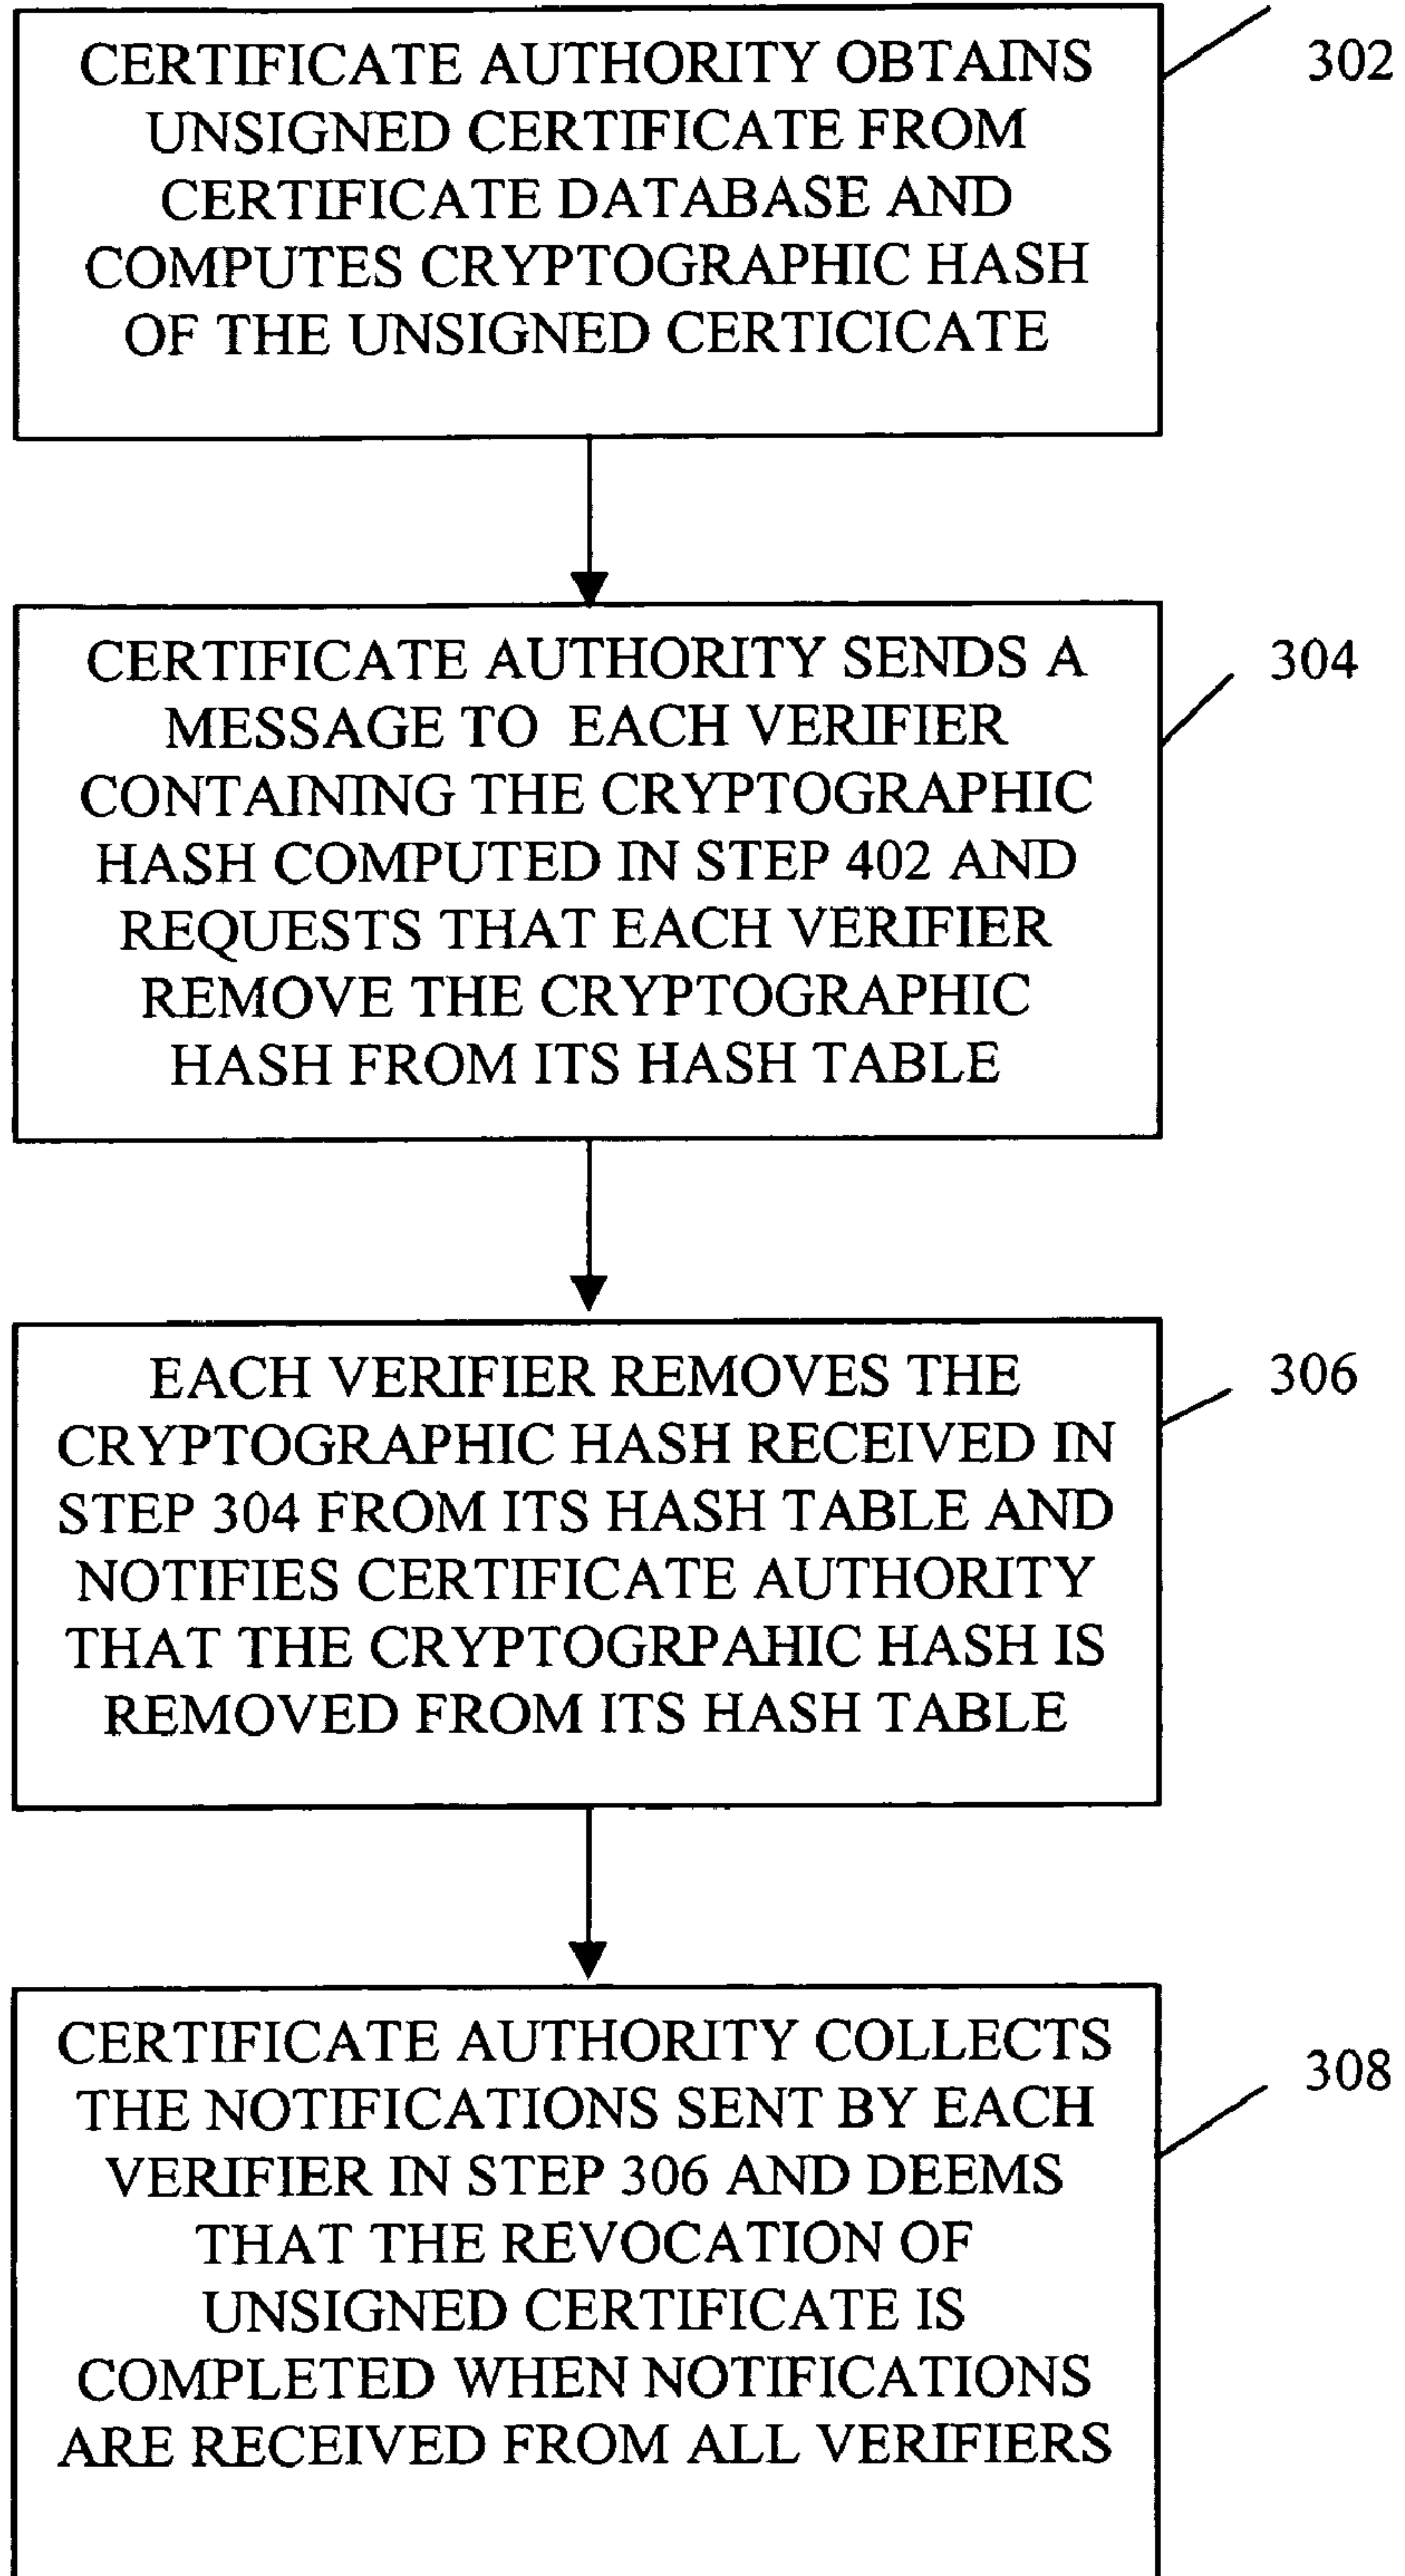 302
CERTIFICATE AUTHORITY OBTAINS
UNSIGNED CERTIFICATE FROM
CERTIFICATE DATABASE AND
COMPUTES CRYPTOGRAPHIC HASH
OF THE UNSIGNED CERTICICATE
304
CERTIFICATE AUTHORITY SENDS A
MESSAGE TO EACH VERIFIER
CONTAINING THE CRYPTOGRAPHIC
HASH COMPUTED IN STEP 402 AND
REQUESTS THAT EACH VERIFIER
REMOVE THE CRYPTOGRAPHIC
HASH FROM ITS HASH TABLE
306
EACH VERIFIER REMOVES THE
CRYPTOGRAPHIC HASH RECEIVED IN
STEP 304 FROM ITS HASH TABLE AND
NOTIFIES CERTIFICATE AUTHORITY
THAT THE CRYPTOGRPAHIC HASH IS
REMOVED FROM ITS HASH TABLE
308
CERTIFICATE AUTHORITY COLLECTS
THE NOTIFICATIONS SENT BY EACH
VERIFIER IN STEP 306 AND DEEMS
THAT THE REVOCATION OF
UNSIGNED CERTIFICATE IS
COMPLETED WHEN NOTIFICATIONS
ARE RECEIVED FROM ALL VERIFIERS